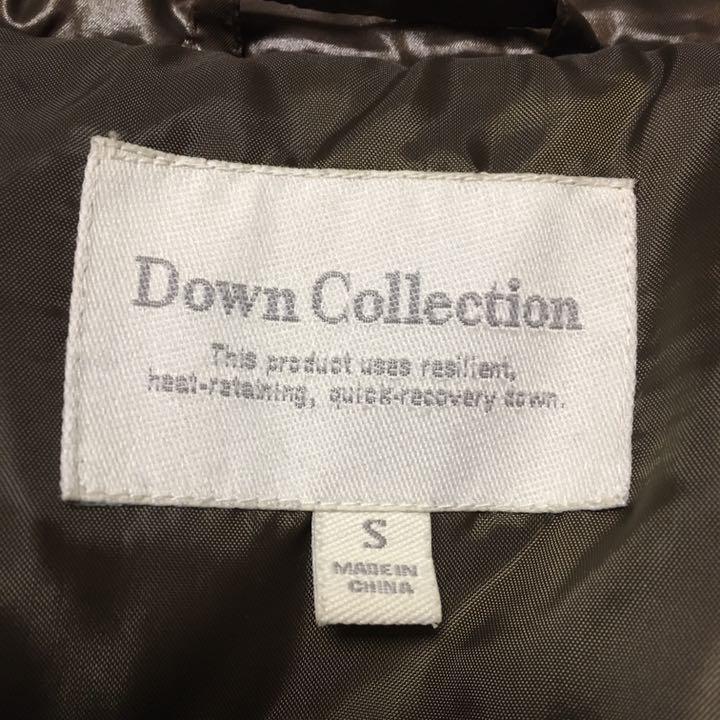 Down Collection
This product uses resilient,
heat-retaining, quick-recovery down.
S
MADE IN
CHINA